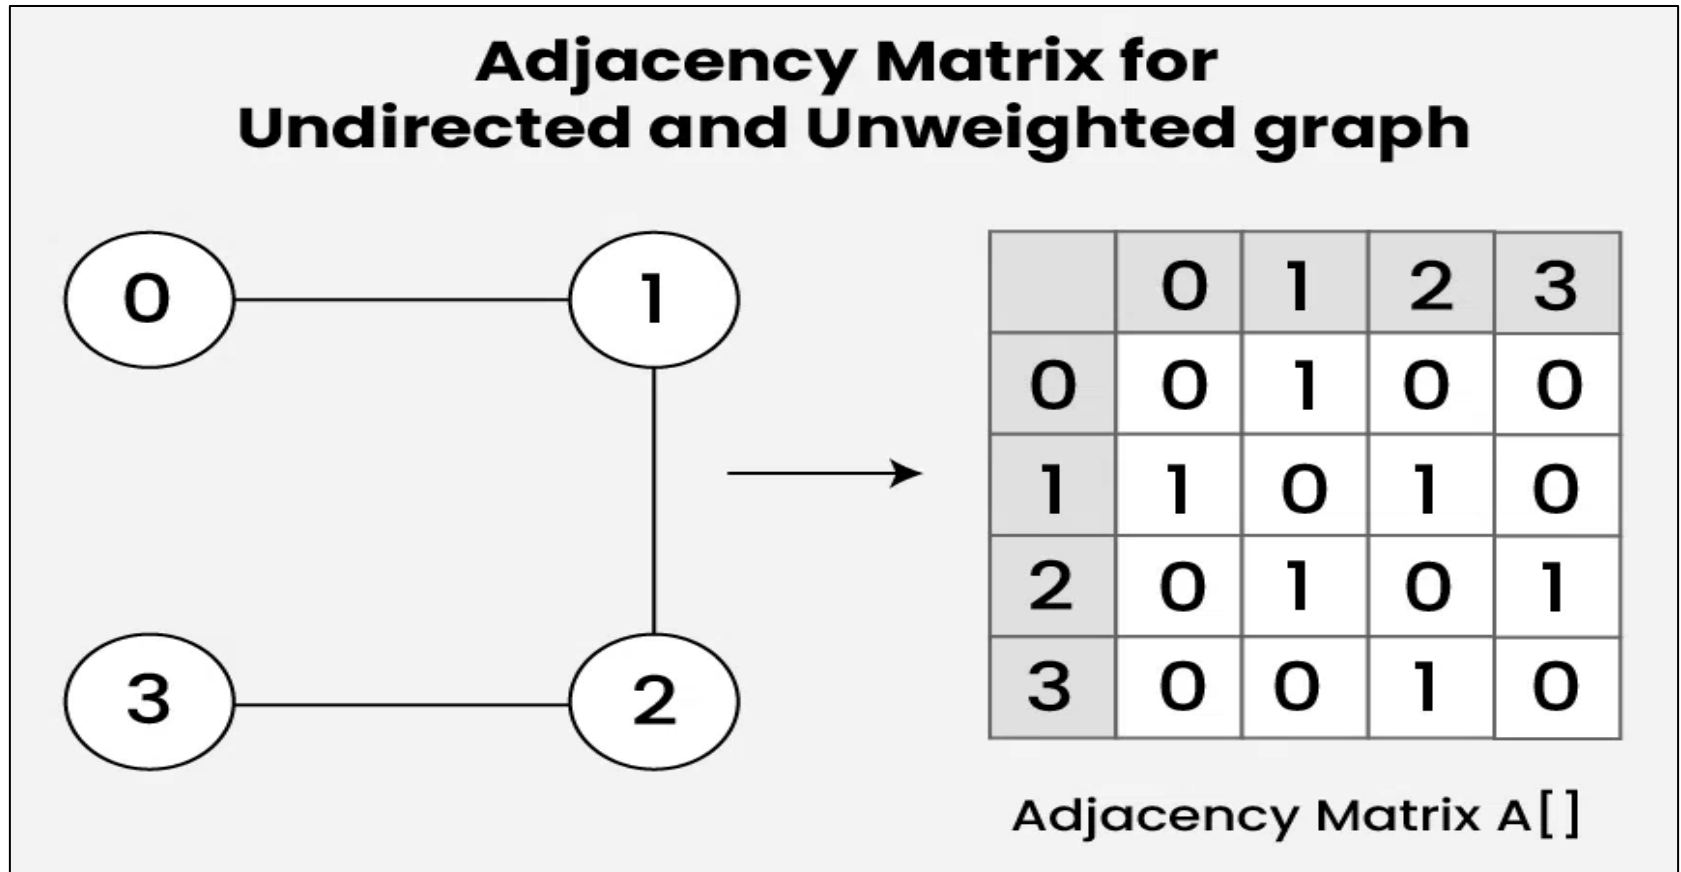 Adjacency Matrix for
Undirected and Unweighted graph
0 1
3 2
0 1 2 3
0 0 1 0 0
1 1 0 1 0
2 0 1 0 1
3 0 0 1 0
Adjacency Matrix A[]